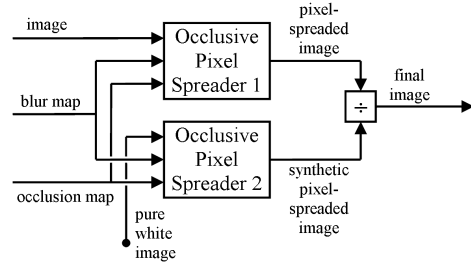 image
blur map
occlusion map
Occlusive
Pixel
Spreader 1
Occlusive
Pixel
Spreader 2
pure
white
image
pixel-
spreaded
image
synthetic
pixel-
spreaded
image
÷
final
image